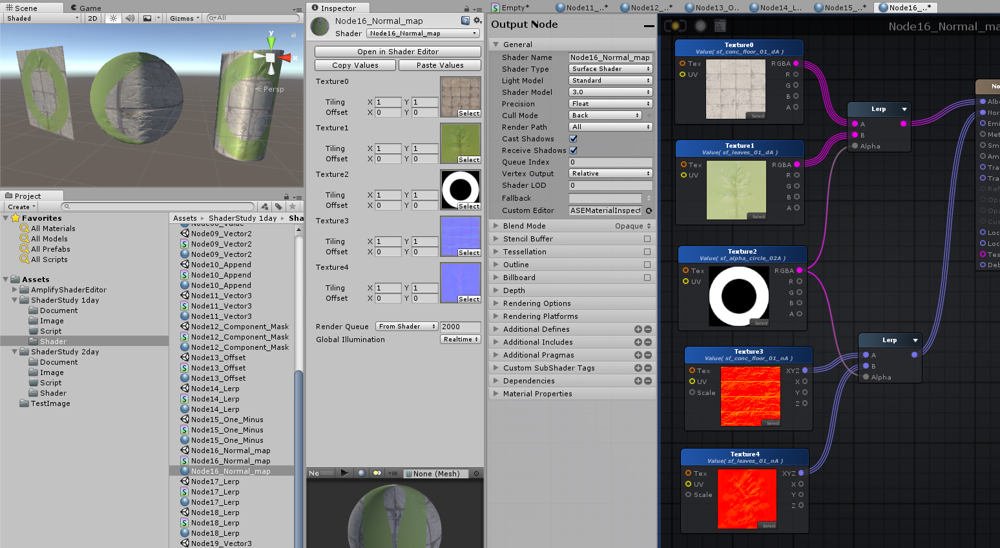 Scene
Game
Shaded
2D
Gizmos
All
y
x
Persp
Project
Create
Favorites
All Materials
All Models
All Prefabs
All Scripts
Assets
AmplifyShaderEditor
ShaderStudy 1day
Document
Image
Script
Shader
ShaderStudy 2day
Document
Image
Script
Shader
TestImage
Assets ShaderStudy 1day Sha
Node09_Vector2
Node09_Vector2
Node09_Vector2
Node10_Append
Node10_Append
Node10_Append
Node11_Vector3
Node11_Vector3
Node11_Vector3
Node12_Component_Mask
Node12_Component_Mask
Node12_Component_Mask
Node13_Offset
Node13_Offset
Node13_Offset
Node14_Lerp
Node14_Lerp
Node14_Lerp
Node15_One_Minus
Node15_One_Minus
Node15_One_Minus
Node16_Normal_map
Node16_Normal_map
Node16_Normal_map
Node17_Lerp
Node17_Lerp
Node17_Lerp
Node18_Lerp
Node18_Lerp
Node18_Lerp
Node19_Vector3
Inspector
Node16_Normal_map
Shader Node16_Normal_map
Open in Shader Editor
Copy Values Paste Values
Texture0
Tiling X 1 Y 1
Offset X 0 Y 0
Select
Texture1
Tiling X 1 Y 1
Offset X 0 Y 0
Select
Texture2
Tiling X 1 Y 1
Offset X 0 Y 0
Select
Texture3
Tiling X 1 Y 1
Offset X 0 Y 0
Select
Texture4
Tiling X 1 Y 1
Offset X 0 Y 0
Select
Render Queue From Shader 2000
Global Illumination Realtime
No
None (Mesh)
Empty* Node11_..* Node12_..* Node13_O.. Node14_L.. Node15_..* Node16_..*
Output Node
General
Shader Name Node16_Normal_map
Shader Type Surface Shader
Light Model Standard
Shader Model 3.0
Precision Float
Cull Mode Back
Render Path All
Cast Shadows
Receive Shadows
Queue Index 0
Vertex Output Relative
Shader LOD 0
Fallback
Custom Editor ASEMaterialInspect
Blend Mode Opaque
Stencil Buffer
Tessellation
Outline
Billboard
Depth
Rendering Options
Rendering Platforms
Additional Defines
Additional Includes
Additional Pragmas
Custom SubShader Tags
Dependencies
Material Properties
Node16_Normal_ma
Texture0
Value( sf_conc_floor_01_dA )
Tex
UV
RGBA
R
G
B
A
Select
Texture1
Value( sf_leaves_01_dA )
Tex
UV
RGBA
R
G
B
A
Select
Texture2
Value( sf_alpha_circle_02A )
Tex
UV
RGBA
R
G
B
A
Select
Texture3
Value( sf_conc_floor_01_nA )
Tex
UV
Scale
XYZ
X
Y
Z
Select
Texture4
Value( sf_leaves_01_nA )
Tex
UV
Scale
XYZ
X
Y
Z
Select
Lerp
A
B
Alpha
Lerp
A
B
Alpha
No
Albe
Nor
Emi
Met
Sm
Am
Tra
Tra
Refr
Opa
Opa
Cus
Loc
Loc
Tes
Deb